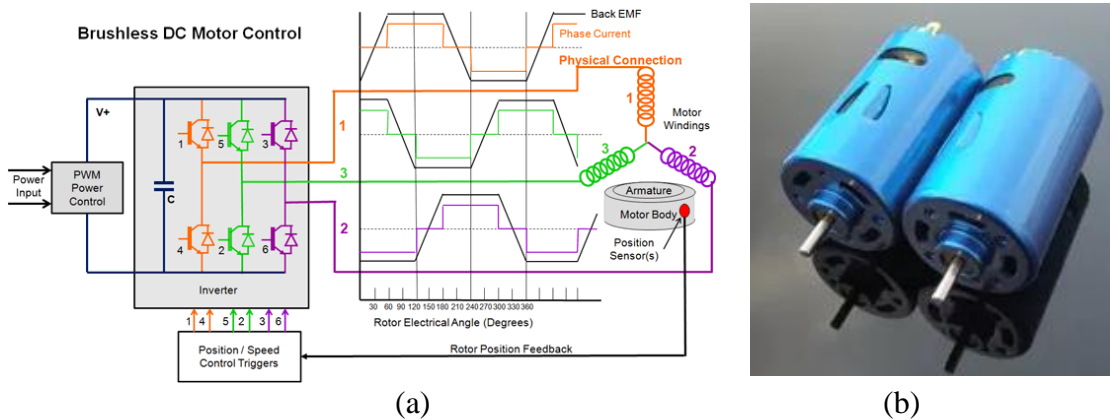 Brushless DC Motor Control
Back EMF
Phase Current
Physical Connection
V+
1
5
3
1
1
Motor
Windings
3
2
PWM
Power
Control
Power
Input
C
3
Armature
Motor Body
4
2
6
2
Position
Sensor(s)
Inverter
30 60 90 120 150 180 210 240 270 300 330 360
Rotor Electrical Angle (Degrees)
1 4 5 2 3 6
Position / Speed
Control Triggers
Rotor Position Feedback
(a)
(b)